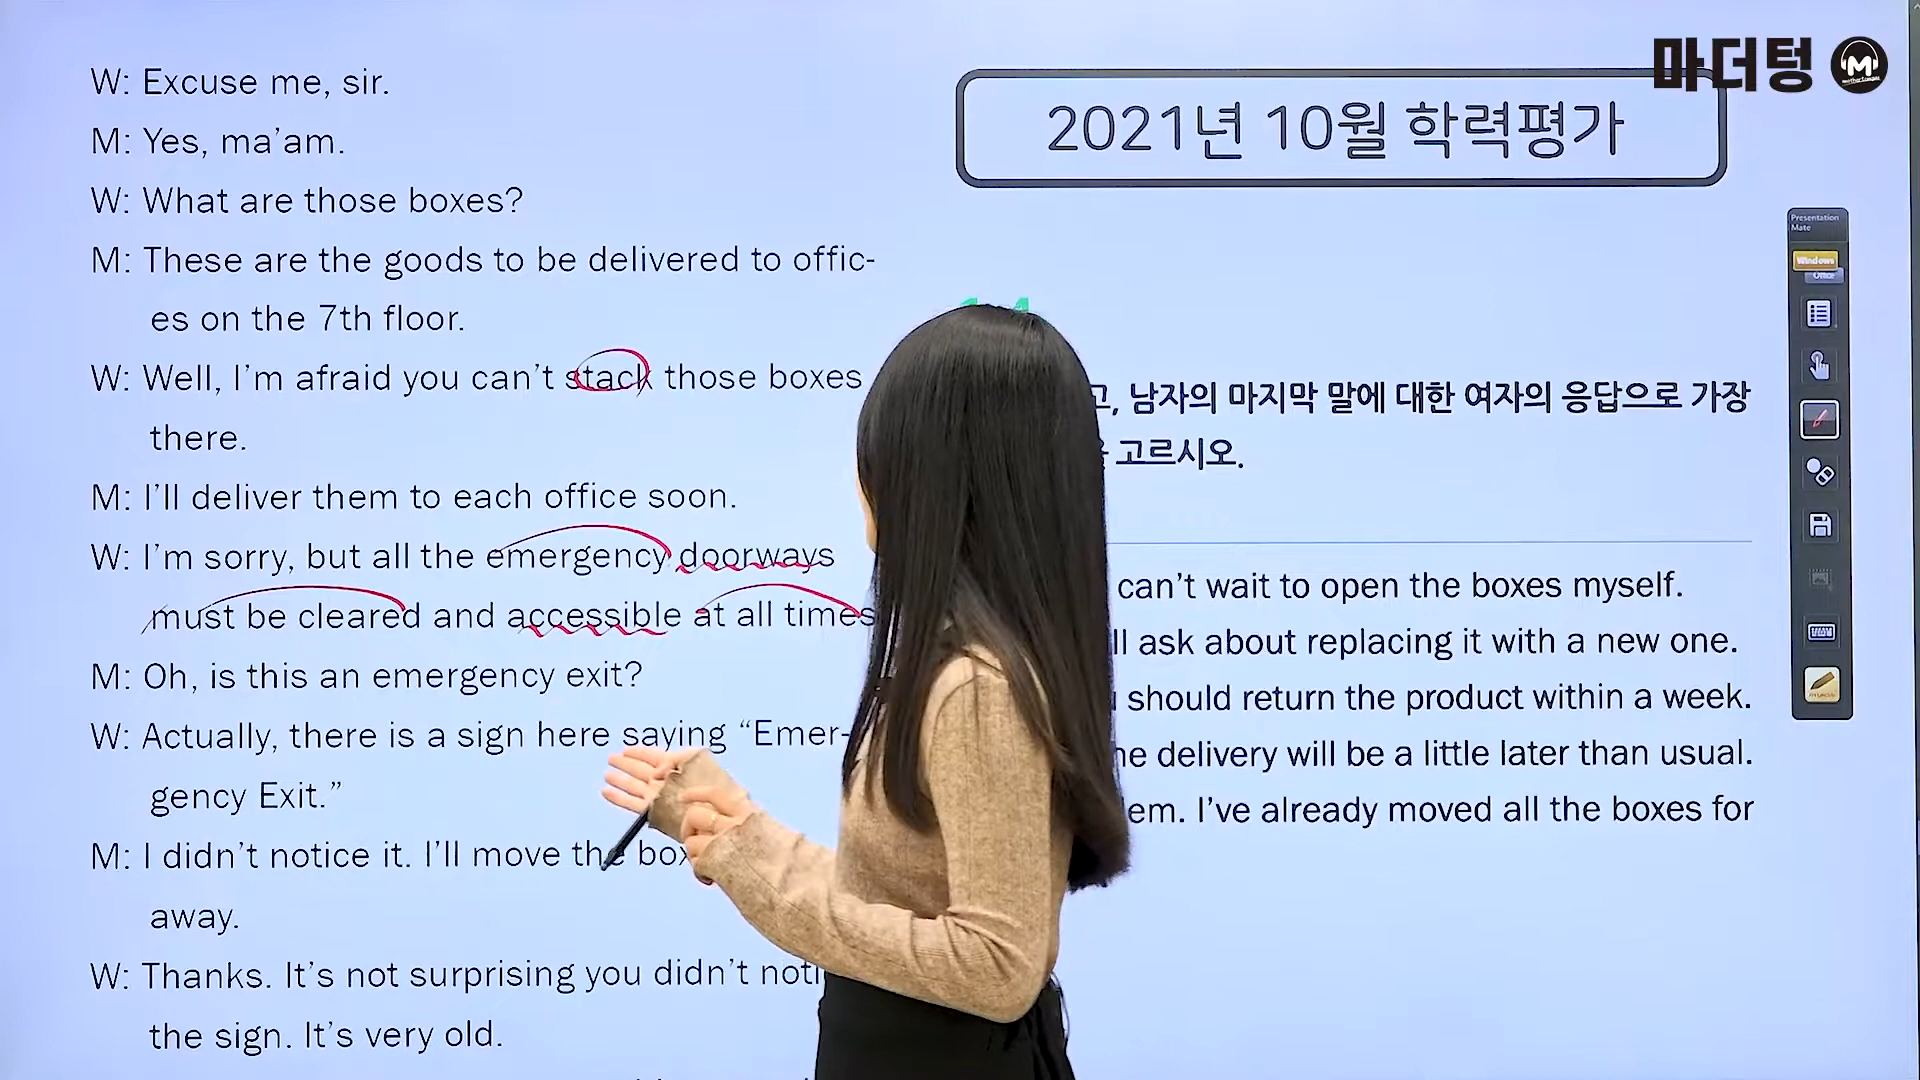 W: Excuse me, sir.
M: Yes, ma’am.
W: What are those boxes?
M: These are the goods to be delivered to offic-
es on the 7th floor.
W: Well, I’m afraid you can’t stack those boxes
there.
M: I’ll deliver them to each office soon.
W: I’m sorry, but all the emergency doorways
must be cleared and accessible at all times
M: Oh, is this an emergency exit?
W: Actually, there is a sign here saying “Emer-
gency Exit.”
M: I didn’t notice it. I’ll move the
away.
W: Thanks. It’s not surprising you didn’t
the sign. It’s very old.
마더텅
M
2021년 10월 학력평가
남자의 마지막 말에 대한 여자의 응답으로 가장
고르시오.
can’t wait to open the boxes myself.
ask about replacing it with a new one.
should return the product within a week.
delivery will be a little later than usual.
I’ve already moved all the boxes for
Presentation
Mate
Windows
Office